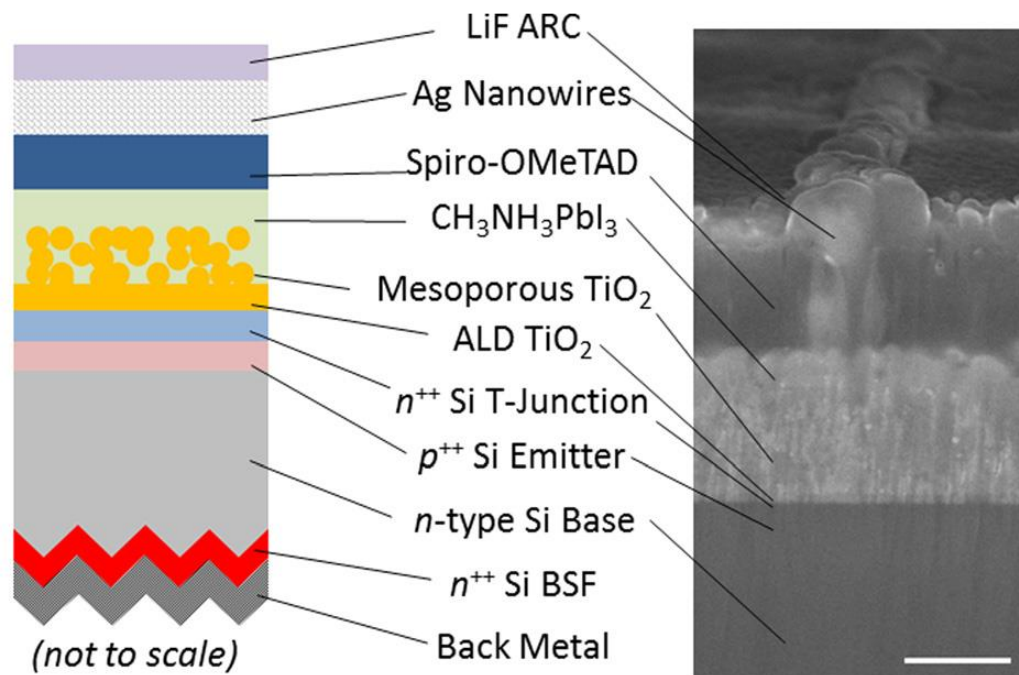 LiF ARC
Ag Nanowires
Spiro-OMeTAD
CH₃NH₃PbI₃
Mesoporous TiO₂
ALD TiO₂
n⁺⁺ Si T-Junction
p⁺⁺ Si Emitter
n-type Si Base
n⁺⁺ Si BSF
Back Metal
(not to scale)